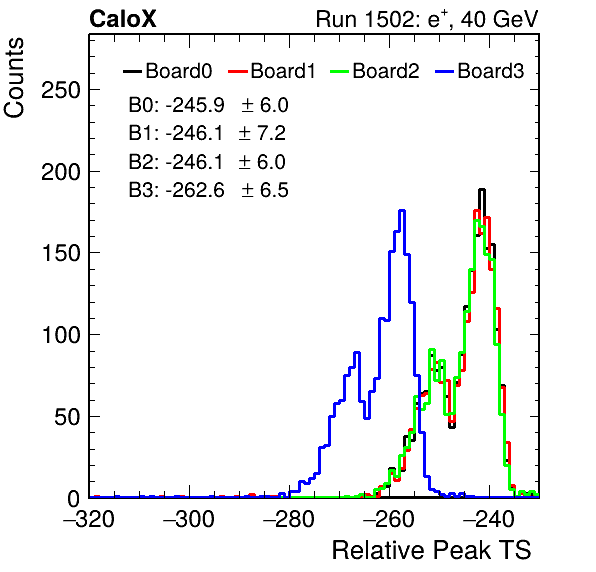 CaloX Run 1502: e⁺, 40 GeV
Counts
Board0 Board1 Board2 Board3
B0: -245.9 ± 6.0
B1: -246.1 ± 7.2
B2: -246.1 ± 6.0
B3: -262.6 ± 6.5
250
200
150
100
50
0
−320 −300 −280 −260 −240
Relative Peak TS